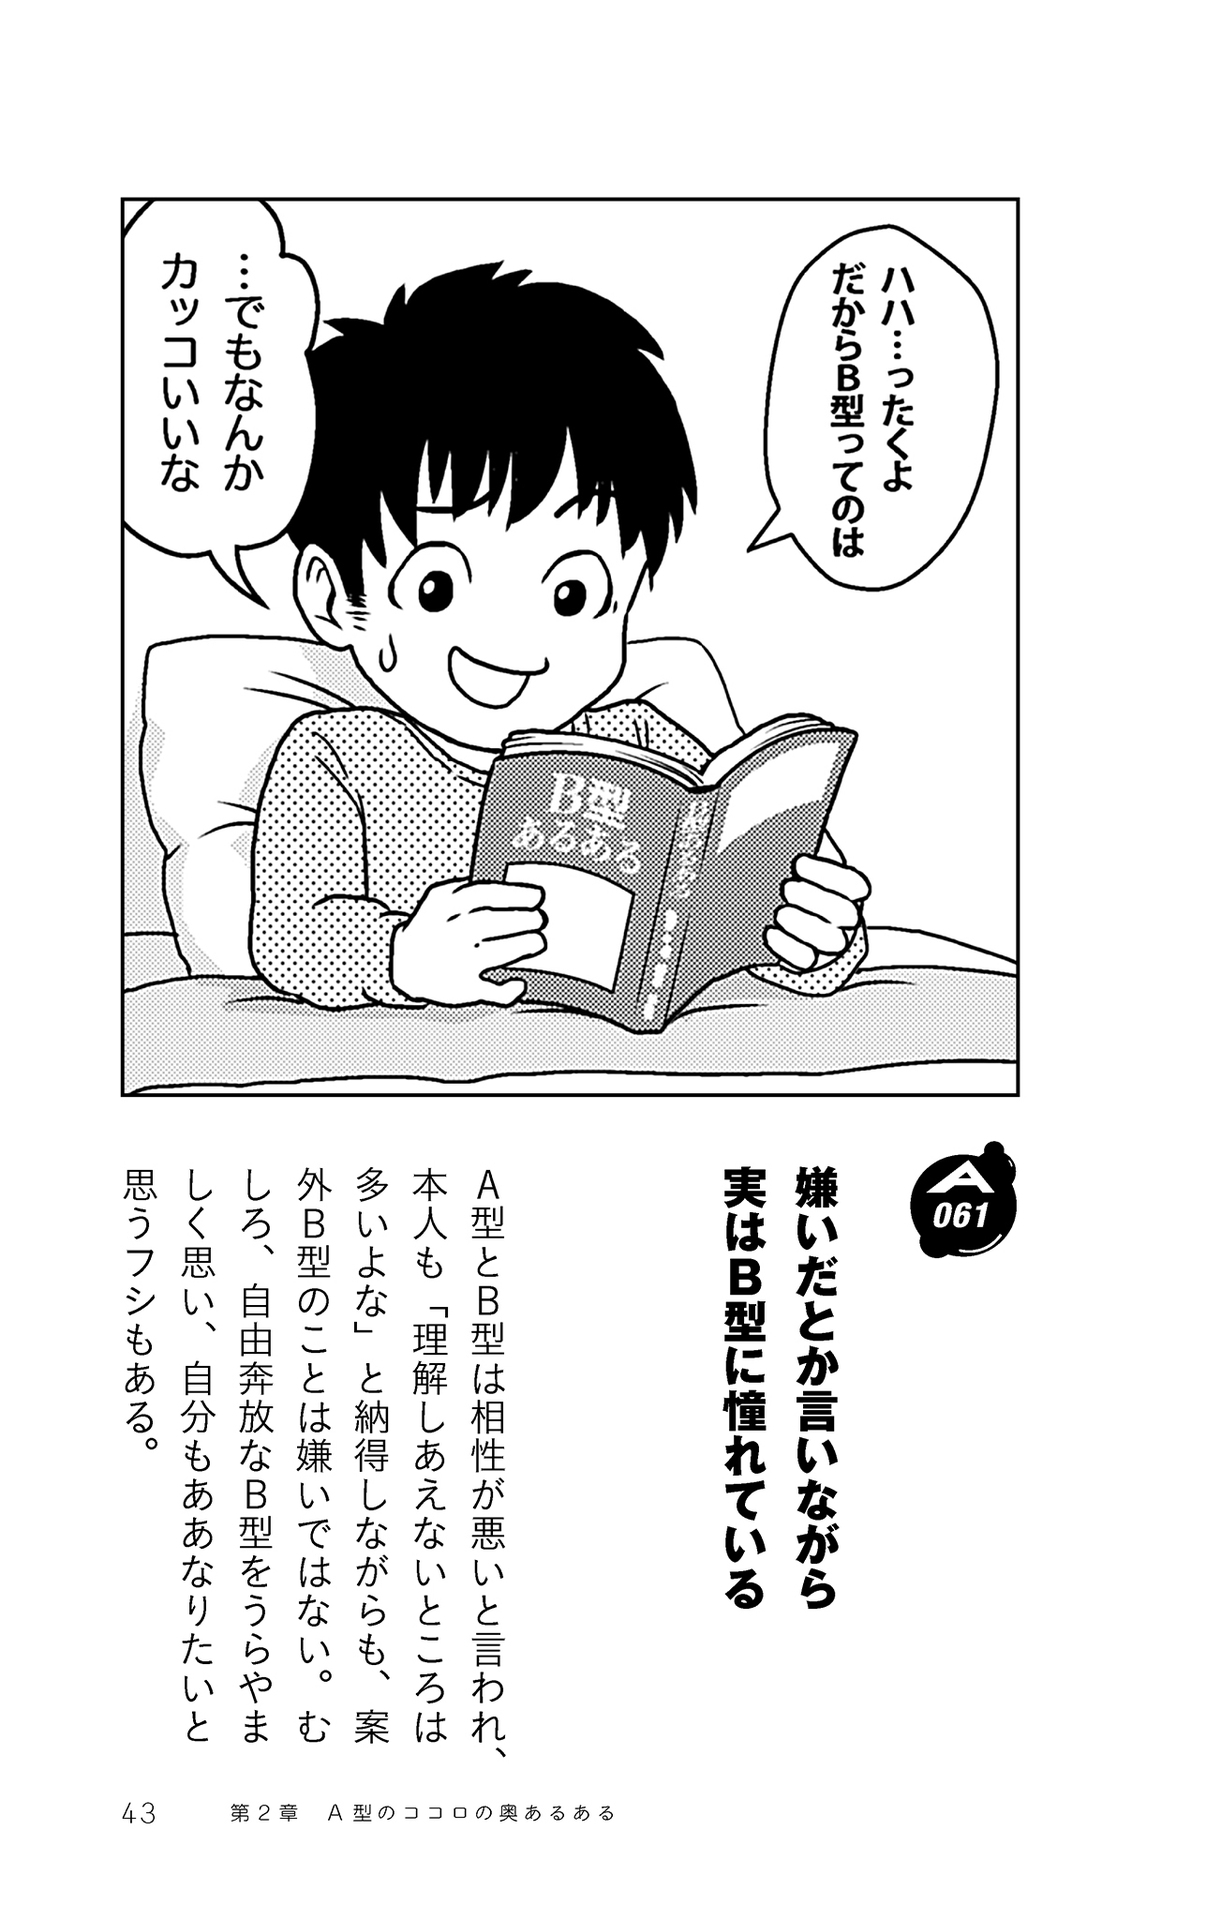 ハハ…ったくよ
だからB型ってのは
…でもなんか
カッコいいな
B型
あるある
A
061
嫌いだとか言いながら
実はB型に憧れている
A型とB型は相性が悪いと言われ、
本人も「理解しあえないところは
多いよな」と納得しながらも、案
外B型のことは嫌いではない。む
しろ、自由奔放なB型をうらやま
しく思い、自分もああなりたいと
思うフシもある。
43
第2章 A型のココロの奥あるある